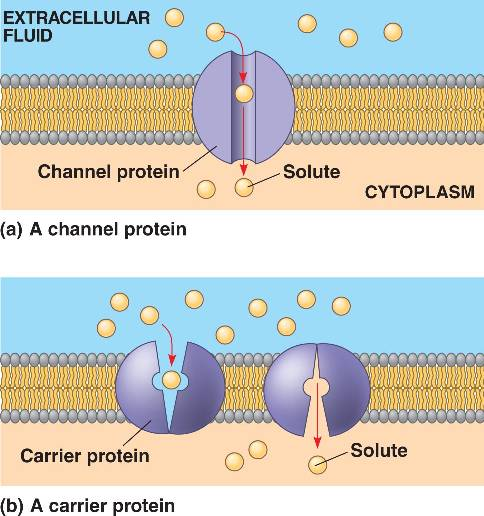 EXTRACELLULAR
FLUID
Channel protein
Solute
CYTOPLASM
(a) A channel protein
Carrier protein
Solute
(b) A carrier protein